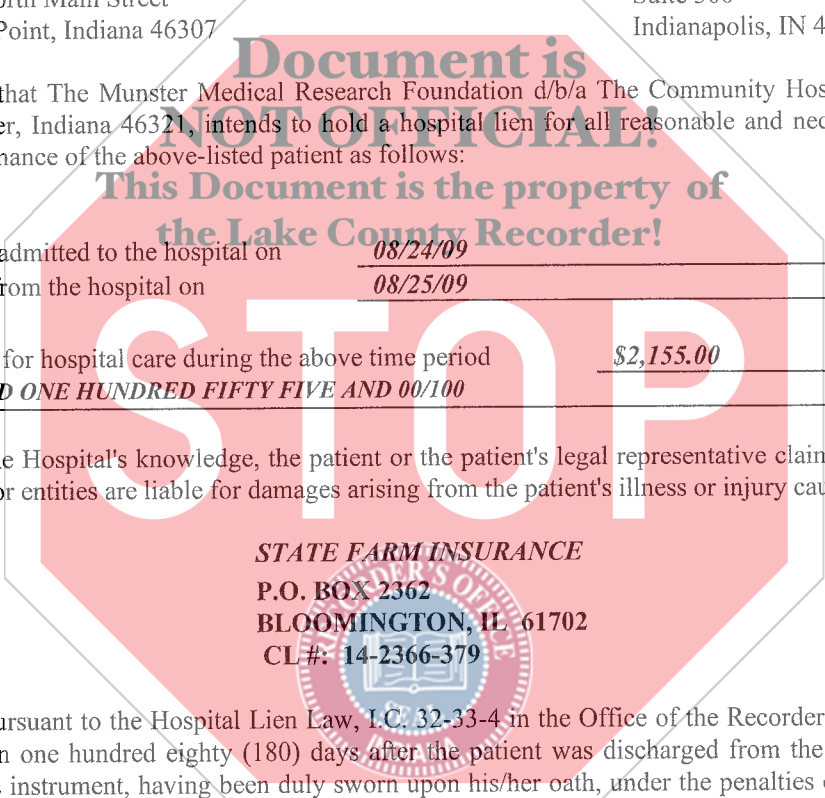 orth Main Street
Suite 300
Point, Indiana 46307
Indianapolis, IN 4
Document is
that The Munster Medical Research Foundation d/b/a The Community Hos
NOT OFFICIAL!
er, Indiana 46321, intends to hold a hospital lien for all reasonable and nec
nance of the above-listed patient as follows:
This Document is the property of
the Lake County Recorder!
admitted to the hospital on 08/24/09
rom the hospital on 08/25/09
STOP
for hospital care during the above time period $2,155.00
D ONE HUNDRED FIFTY FIVE AND 00/100
e Hospital's knowledge, the patient or the patient's legal representative claim
or entities are liable for damages arising from the patient's illness or injury cau
STATE FARM INSURANCE
P.O. BOX 2362
BLOOMINGTON, IL 61702
CL #: 14-2366-379
RECORDER'S OFFICE
SEAL
ursuant to the Hospital Lien Law, I.C. 32-33-4 in the Office of the Recorder
n one hundred eighty (180) days after the patient was discharged from the
s instrument, having been duly sworn upon his/her oath, under the penalties